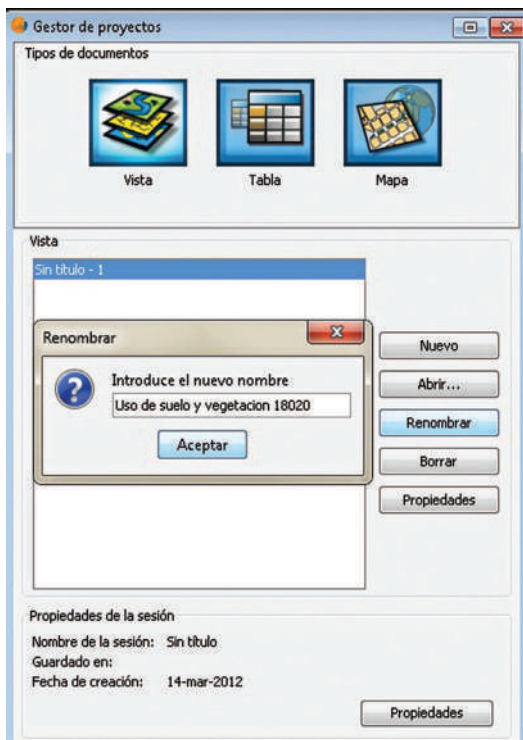 Gestor de proyectos
Tipos de documentos
Vista
Tabla
Mapa
Vista
Sin título - 1
Renombrar
Introduce el nuevo nombre
Uso de suelo y vegetacion 18020
Aceptar
Nuevo
Abrir...
Renombrar
Borrar
Propiedades
Propiedades de la sesión
Nombre de la sesión: Sin título
Guardado en:
Fecha de creación: 14-mar-2012
Propiedades